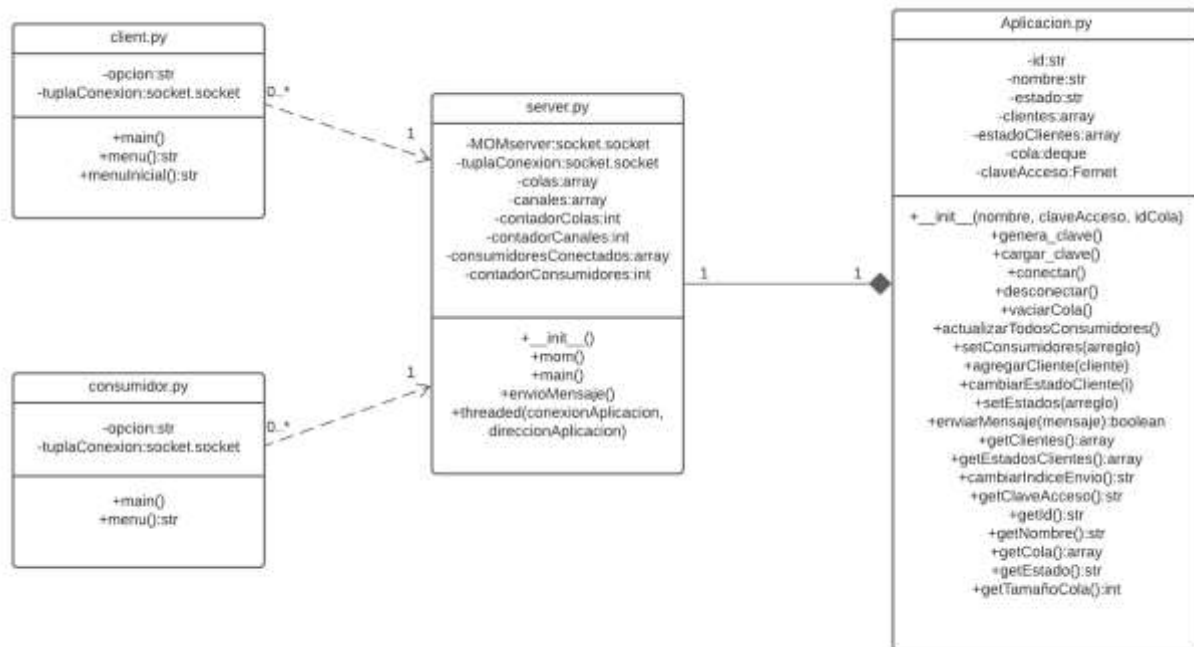 client.py
-opcion:str
-tuplaConexion:socket.socket
+main()
+menu():str
+menuInicial():str
0..*
1
consumidor.py
-opcion:str
-tuplaConexion:socket.socket
+main()
+menu():str
0..*
1
server.py
-MOMserver:socket.socket
-tuplaConexion:socket.socket
-colas:array
-canales:array
-contadorColas:int
-contadorCanales:int
-consumidoresConectados:array
-contadorConsumidores:int
+__init__()
+mom()
+main()
+envioMensaje()
+threaded(conexionAplicacion,
direccionAplicacion)
1
1
Aplicacion.py
-id:str
-nombre:str
-estado:str
-clientes:array
-estadoClientes:array
-cola:deque
-claveAcceso:Fernet
+__init__(nombre, claveAcceso, idCola)
+genera_clave()
+cargar_clave()
+conectar()
+desconectar()
+vaciarCola()
+actualizarTodosConsumidores()
+setConsumidores(arreglo)
+agregarCliente(cliente)
+cambiarEstadoCliente(i)
+setEstados(arreglo)
+enviarMensaje(mensaje):boolean
+getClientes():array
+getEstadosClientes():array
+cambiarIndiceEnvio():str
+getClaveAcceso():str
+getId():str
+getNombre():str
+getCola():array
+getEstado():str
+getTamañoCola():int